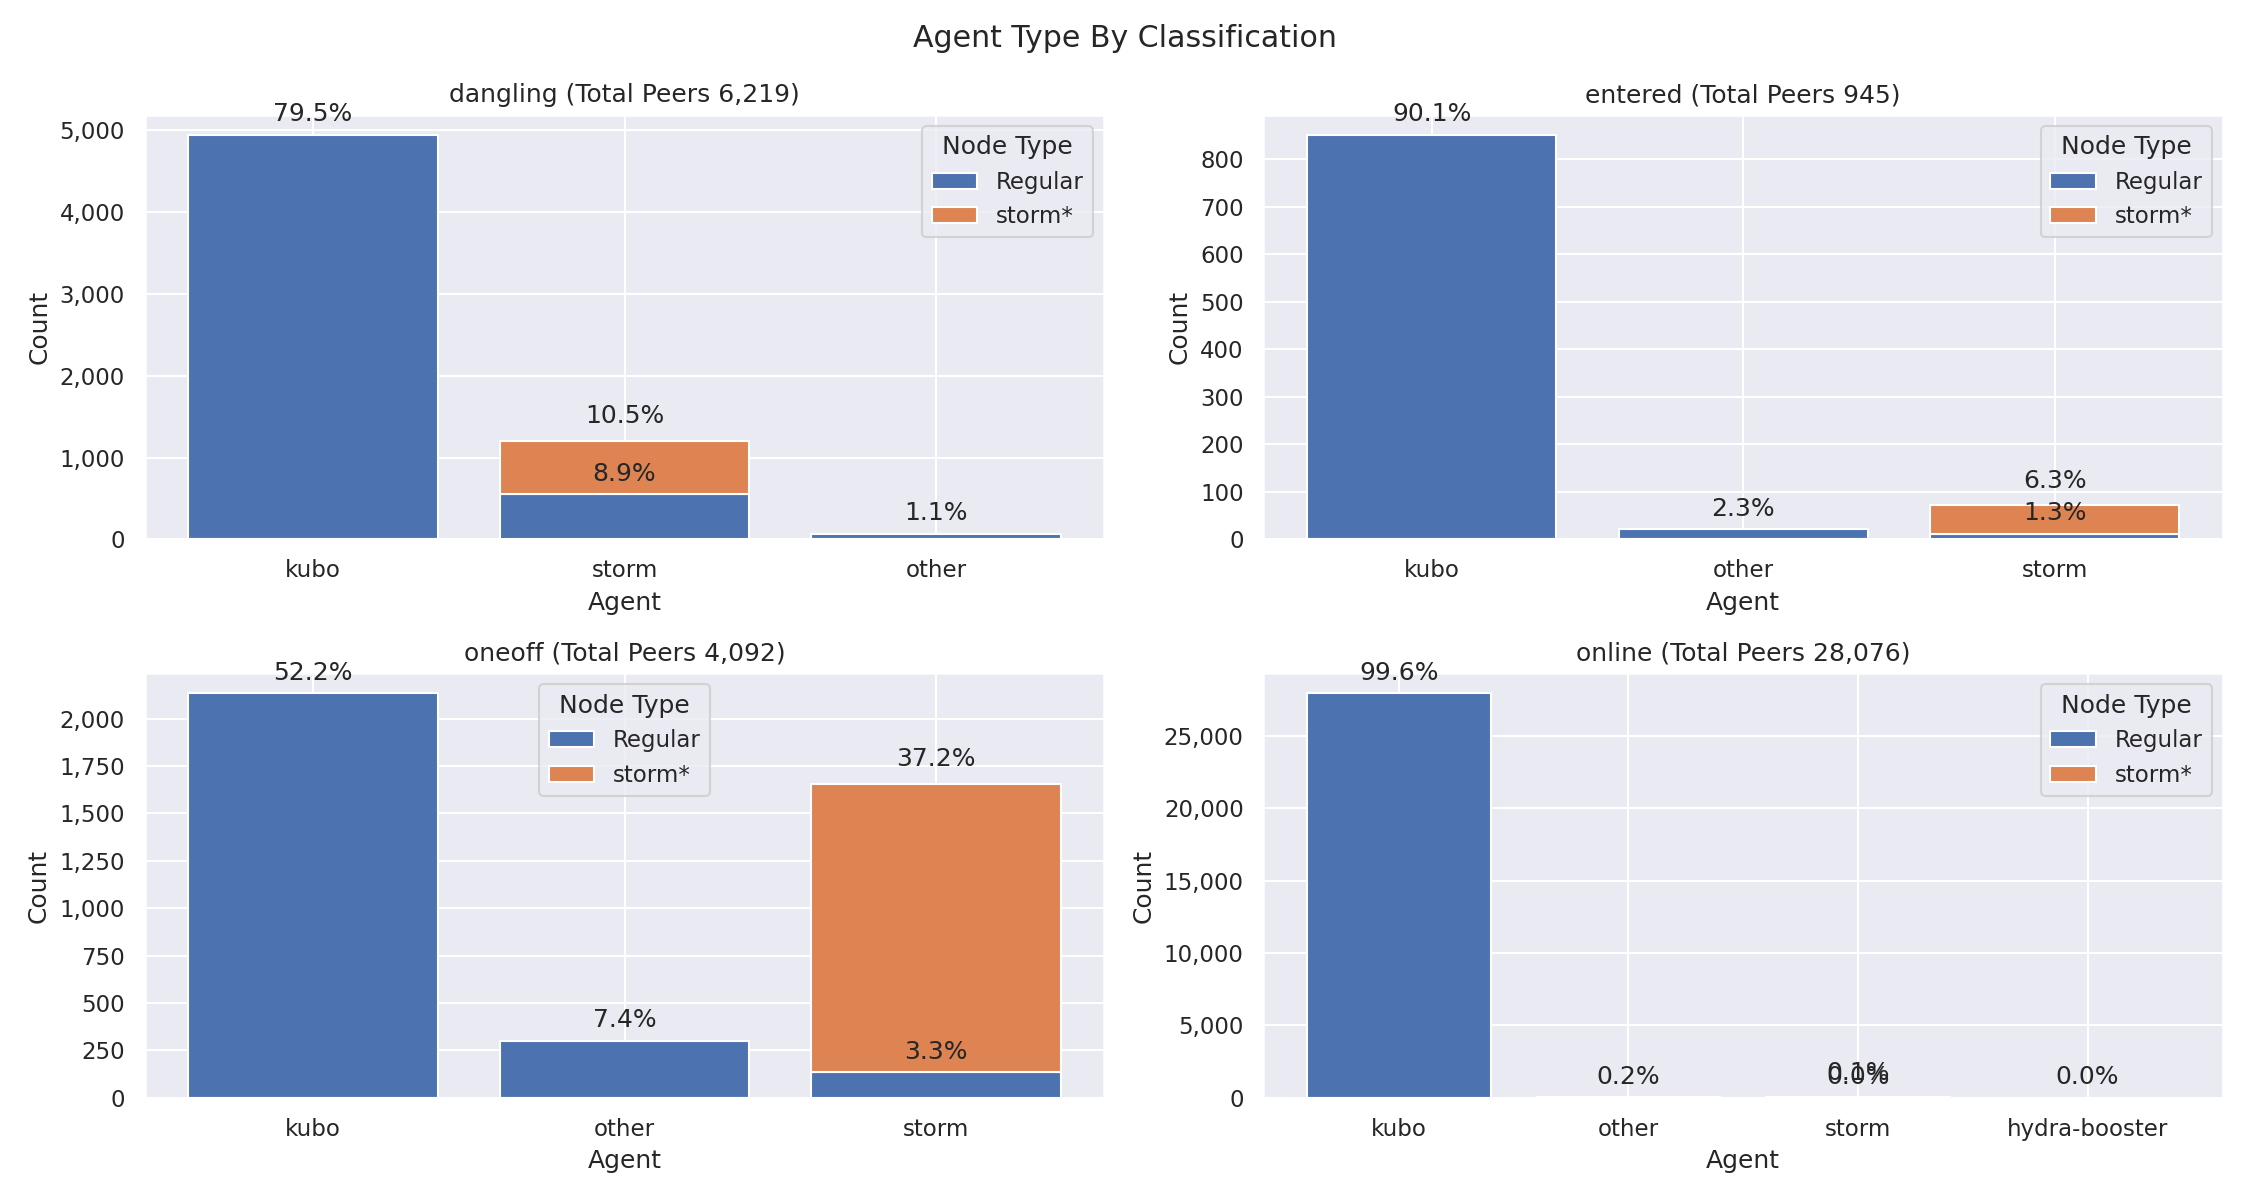 Agent Type By Classification
dangling (Total Peers 6,219)
79.5%
5,000
4,000
3,000
2,000
1,000
0
Count
10.5%
8.9%
1.1%
Node Type
Regular
storm*
kubo
storm
other
Agent
entered (Total Peers 945)
90.1%
800
700
600
500
400
300
200
100
0
Count
2.3%
6.3%
1.3%
Node Type
Regular
storm*
kubo
other
storm
Agent
oneoff (Total Peers 4,092)
52.2%
2,000
1,750
1,500
1,250
1,000
750
500
250
0
Count
Node Type
Regular
storm*
7.4%
37.2%
3.3%
kubo
other
storm
Agent
online (Total Peers 28,076)
99.6%
25,000
20,000
15,000
10,000
5,000
0
Count
Node Type
Regular
storm*
0.2%
0.1%
0.0%
0.0%
kubo
other
storm
hydra-booster
Agent